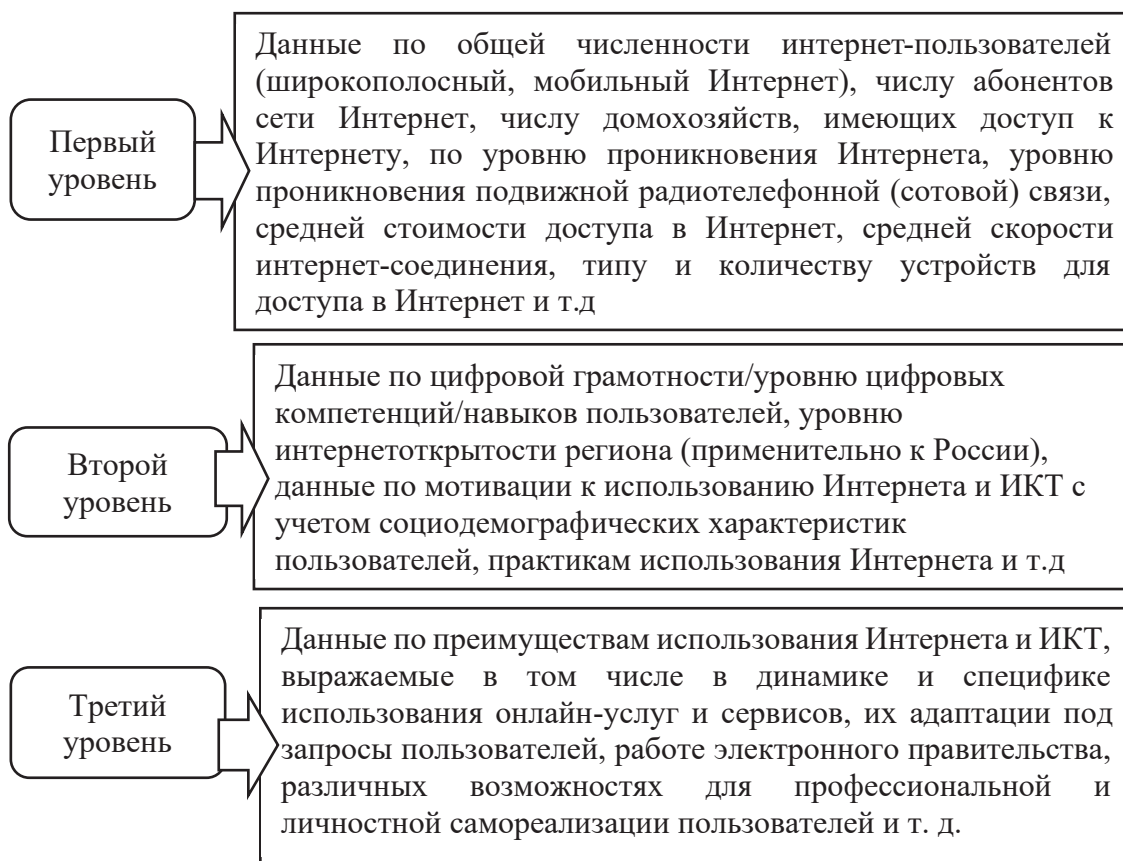 Первый
уровень
Данные по общей численности интернет-пользователей
(широкополосный, мобильный Интернет), числу абонентов
сети Интернет, числу домохозяйств, имеющих доступ к
Интернету, по уровню проникновения Интернета, уровню
проникновения подвижной радиотелефонной (сотовой) связи,
средней стоимости доступа в Интернет, средней скорости
интернет-соединения, типу и количеству устройств для
доступа в Интернет и т.д
Второй
уровень
Данные по цифровой грамотности/уровню цифровых
компетенций/навыков пользователей, уровню
интернетоткрытости региона (применительно к России),
данные по мотивации к использованию Интернета и ИКТ с
учетом социодемографических характеристик
пользователей, практикам использования Интернета и т.д
Третий
уровень
Данные по преимуществам использования Интернета и ИКТ,
выражаемые в том числе в динамике и специфике
использования онлайн-услуг и сервисов, их адаптации под
запросы пользователей, работе электронного правительства,
различных возможностях для профессиональной и
личностной самореализации пользователей и т. д.